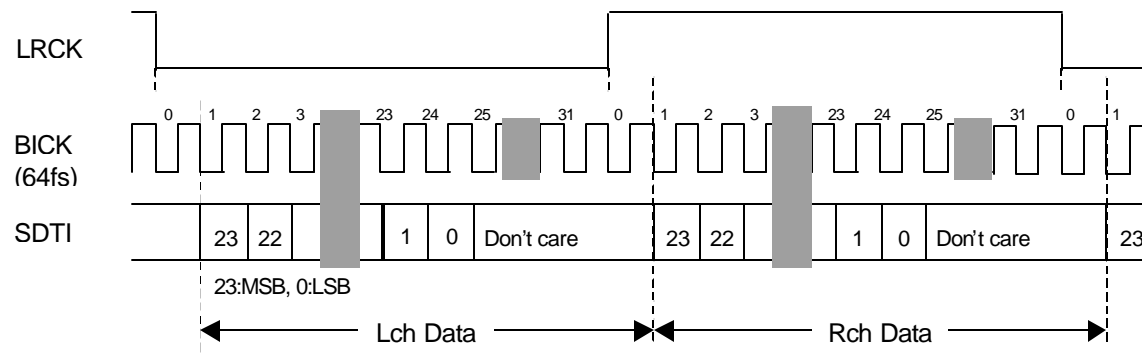 LRCK
0 1 2 3 23 24 25 31 0 1 2 3 23 24 25 31 0 1
BICK
(64fs)
SDTI
23 22 1 0 Don't care 23 22 1 0 Don't care 23
23:MSB, 0:LSB
Lch Data Rch Data